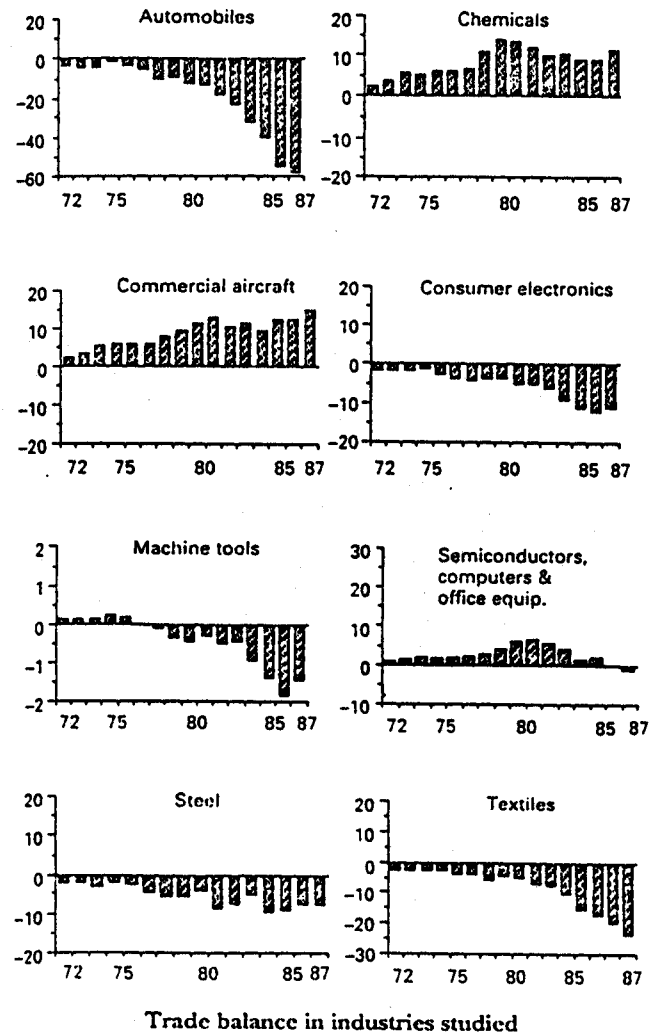 Automobiles
20
0
-20
-40
-60
72 75 80 85 87
Chemicals
20
10
0
-10
-20
72 75 80 85 87
Commercial aircraft
20
10
0
-10
-20
72 75 80 85 87
Consumer electronics
20
10
0
-10
-20
72 75 80 85 87
Machine tools
2
1
0
-1
-2
72 75 80 85 87
Semiconductors,
computers &
office equip.
30
20
10
0
-10
72 75 80 85 87
Steel
20
10
0
-10
-20
72 75 80 85 87
Textiles
20
10
0
-10
-20
-30
72 75 80 85 87
Trade balance in industries studied